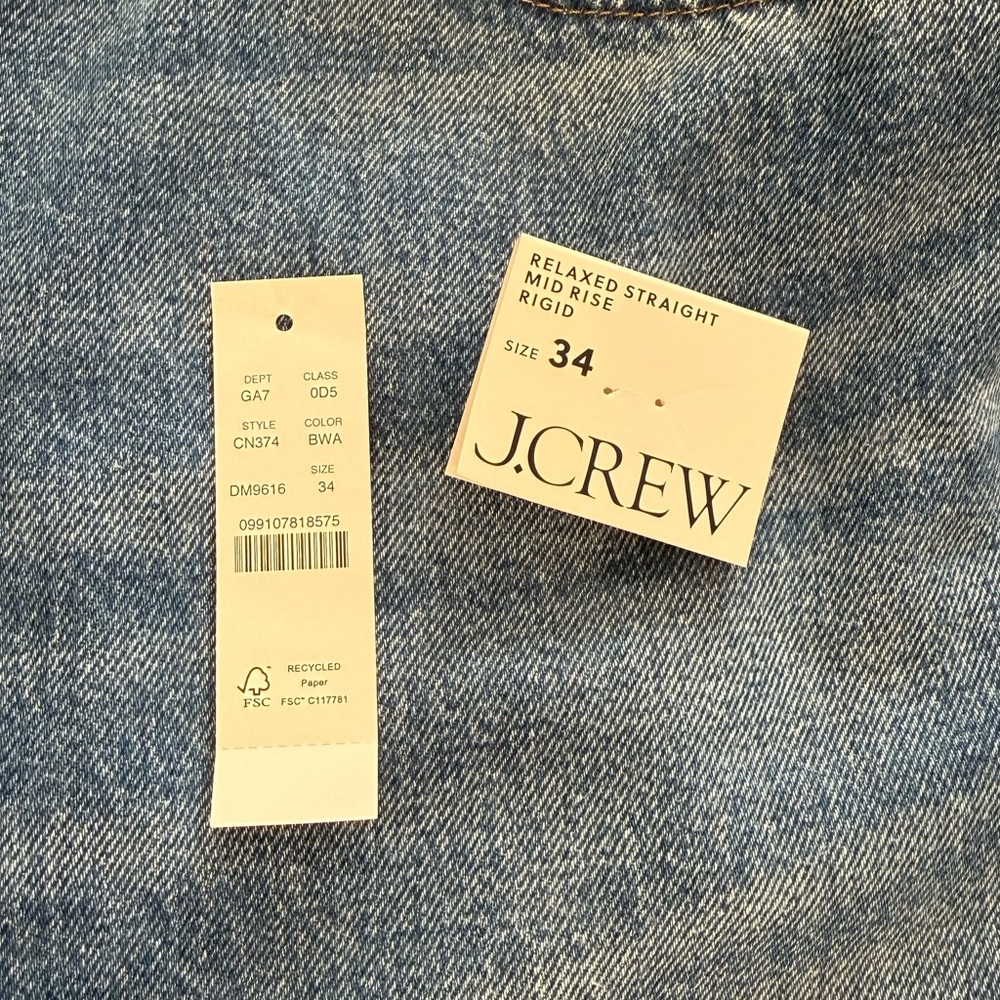 DEPT CLASS
GA7 0D5
STYLE COLOR
CN374 BWA
SIZE
DM9616 34
099107818575
RECYCLED
Paper
FSC™ C117781
FSC
RELAXED STRAIGHT
MID RISE
RIGID
SIZE 34
J.CREW